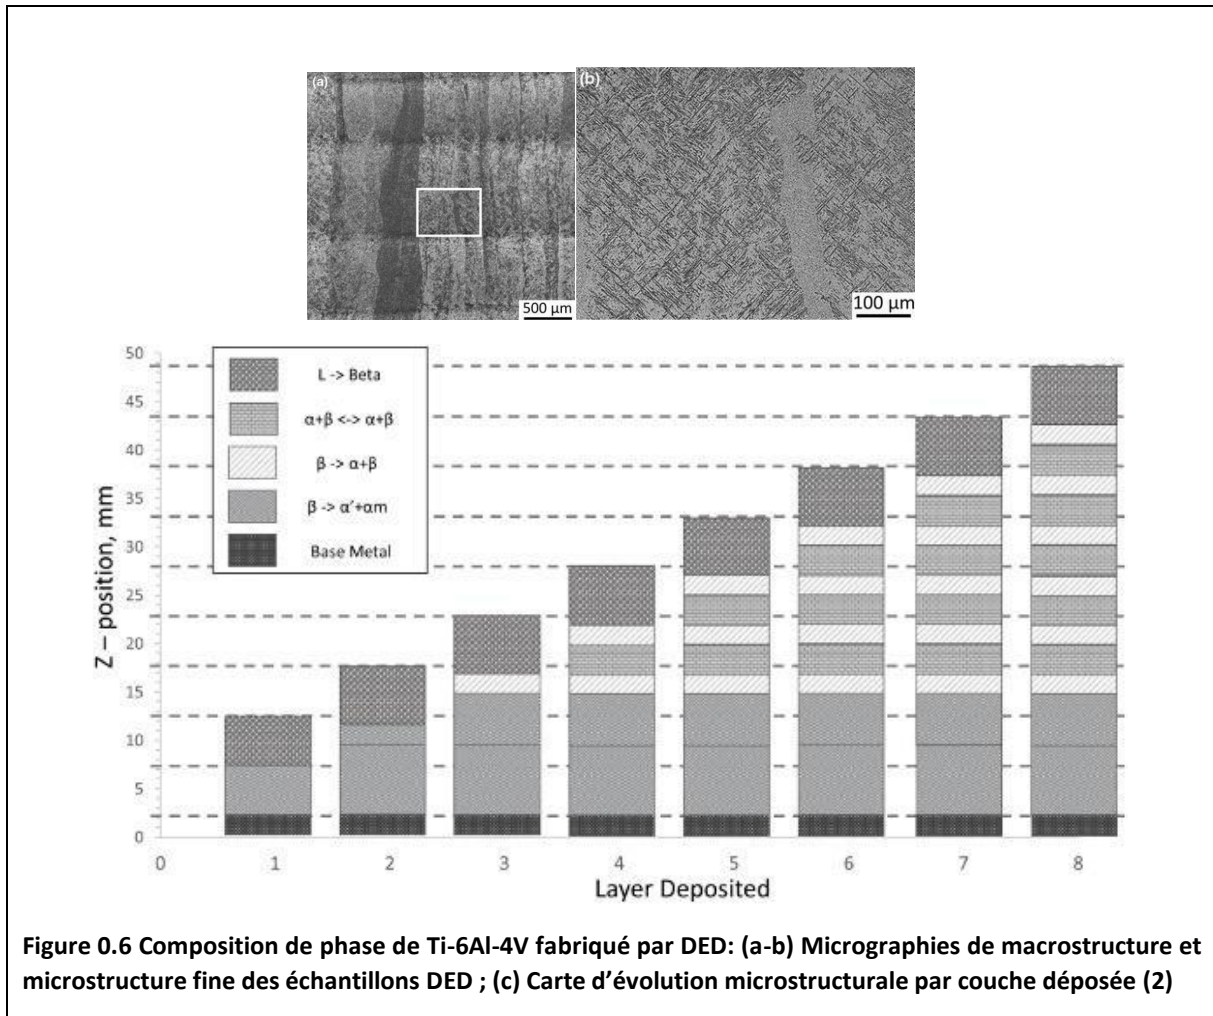 (a)
500 µm
(b)
100 µm
Z – position, mm
50
45
40
35
30
25
20
15
10
5
0
L -> Beta
α+β <-> α+β
β -> α+β
β -> α'+αm
Base Metal
0 1 2 3 4 5 6 7 8
Layer Deposited
Figure 0.6 Composition de phase de Ti-6Al-4V fabriqué par DED: (a-b) Micrographies de macrostructure et
microstructure fine des échantillons DED ; (c) Carte d'évolution microstructurale par couche déposée (2)